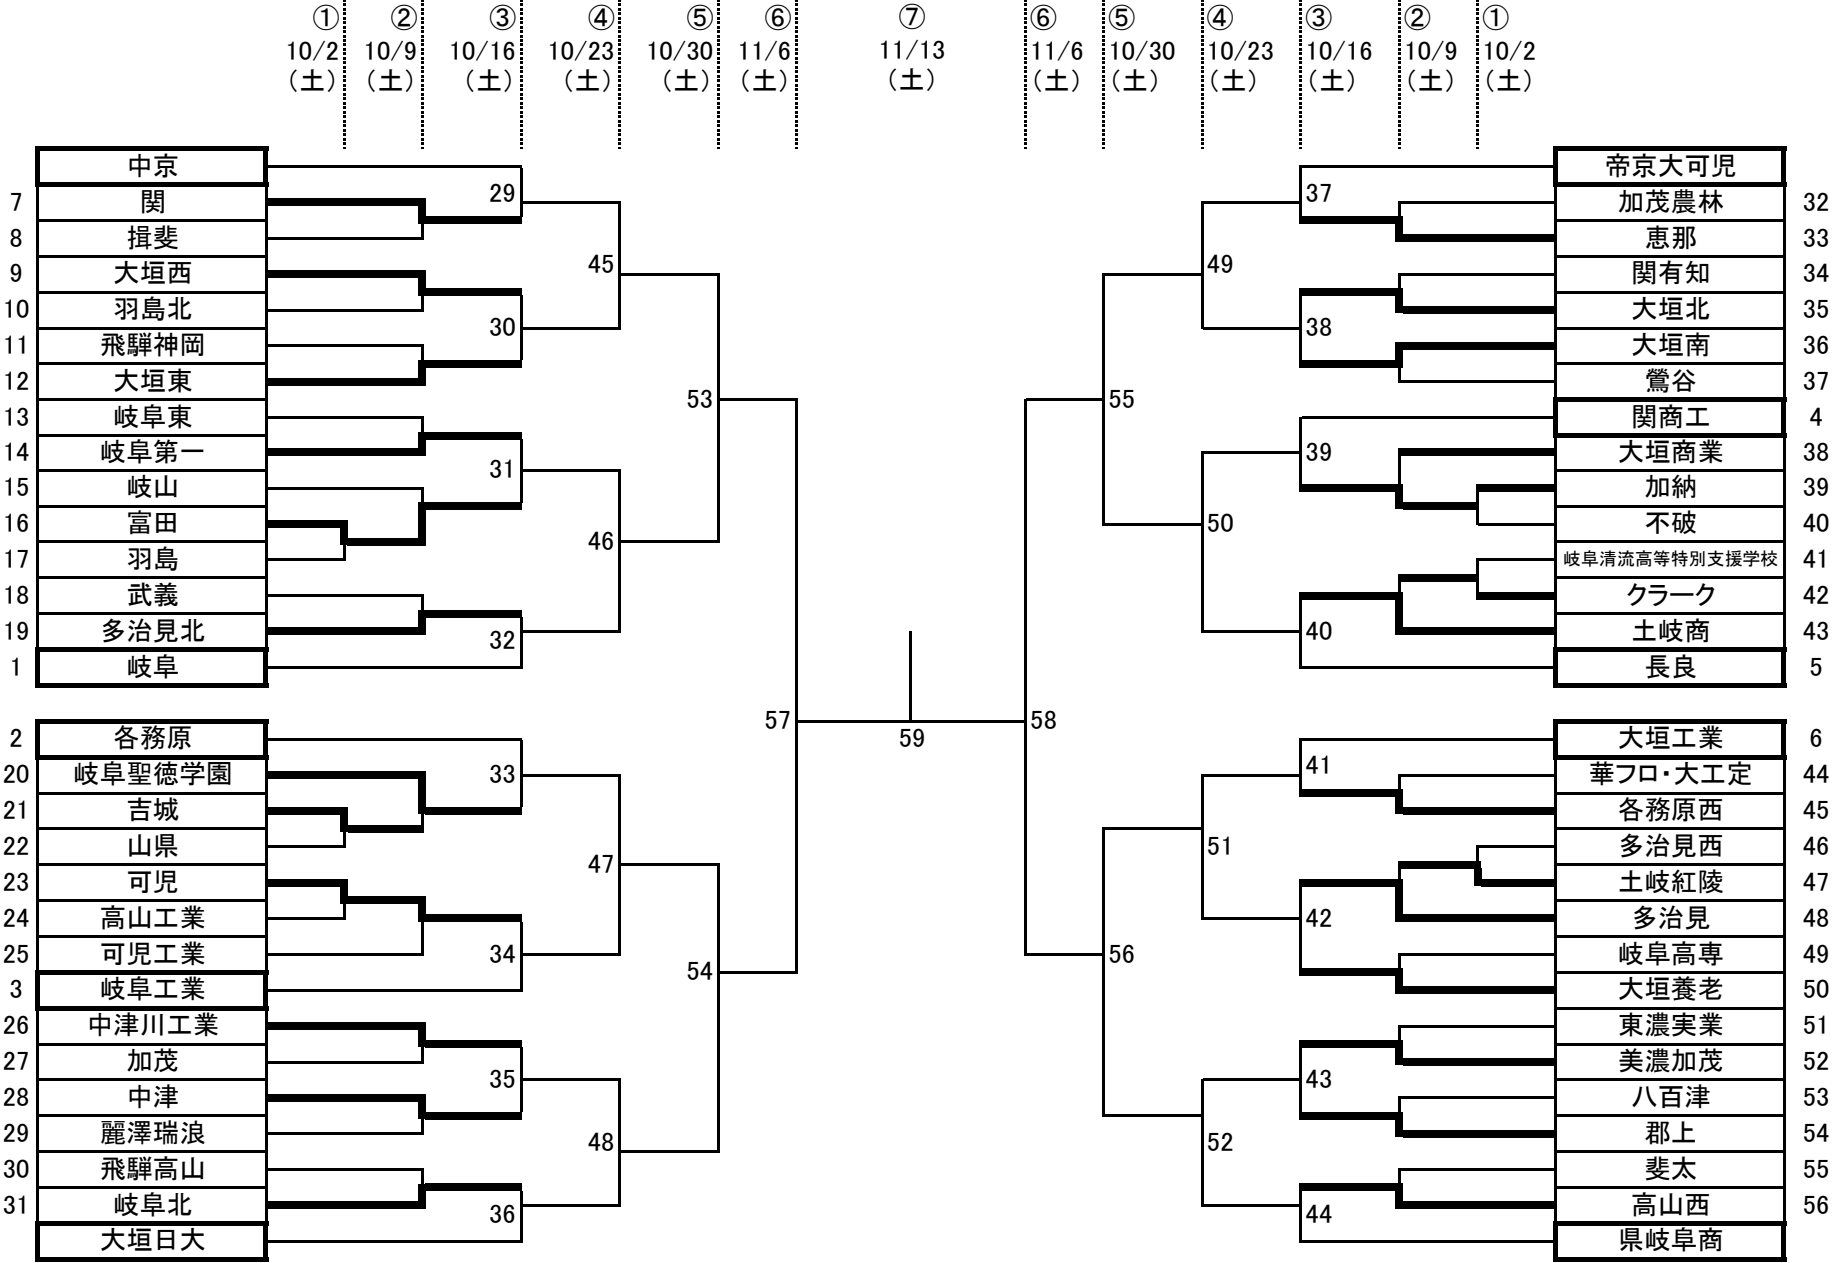 ① ② ③ ④ ⑤ ⑥ ⑦ ⑥ ⑤ ④ ③ ② ①
10/2 10/9 10/16 10/23 10/30 11/6 11/13 11/6 10/30 10/23 10/16 10/9 10/2
(土) (土) (土) (土) (土) (土) (土) (土) (土) (土) (土) (土) (土)
中京
7 関
8 揖斐
9 大垣西
10 羽島北
11 飛騨神岡
12 大垣東
13 岐阜東
14 岐阜第一
15 岐山
16 富田
17 羽島
18 武義
19 多治見北
1 岐阜
2 各務原
20 岐阜聖徳学園
21 吉城
22 山県
23 可児
24 高山工業
25 可児工業
3 岐阜工業
26 中津川工業
27 加茂
28 中津
29 麗澤瑞浪
30 飛騨高山
31 岐阜北
大垣日大
29
30
31
32
33
34
35
36
45
46
47
48
53
54
57
59
58
55
56
49
50
51
52
37
38
39
40
41
42
43
44
帝京大可児
加茂農林 32
恵那 33
関有知 34
大垣北 35
大垣南 36
鶯谷 37
関商工 4
大垣商業 38
加納 39
不破 40
岐阜清流高等特別支援学校 41
クラーク 42
土岐商 43
長良 5
大垣工業 6
華フロ・大工定 44
各務原西 45
多治見西 46
土岐紅陵 47
多治見 48
岐阜高専 49
大垣養老 50
東濃実業 51
美濃加茂 52
八百津 53
郡上 54
斐太 55
高山西 56
県岐阜商